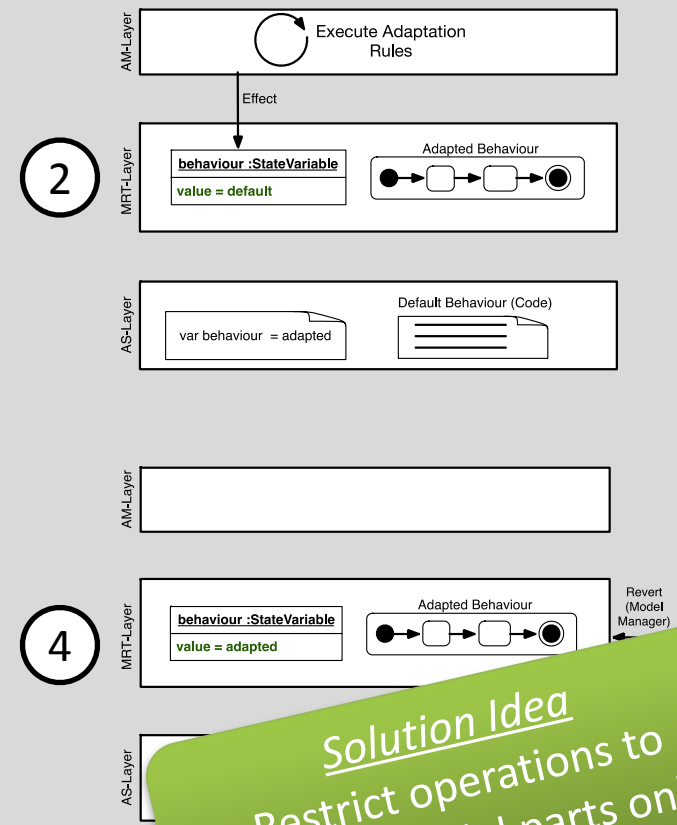 AM-Layer
Execute Adaptation
Rules
Effect
2
MRT-Layer
behaviour :StateVariable
value = default
Adapted Behaviour
AS-Layer
var behaviour = adapted
Default Behaviour (Code)
AM-Layer
4
MRT-Layer
behaviour :StateVariable
value = adapted
Adapted Behaviour
Revert
(Model
Manager)
AS-Layer
Solution Idea
Restrict operations to
parts